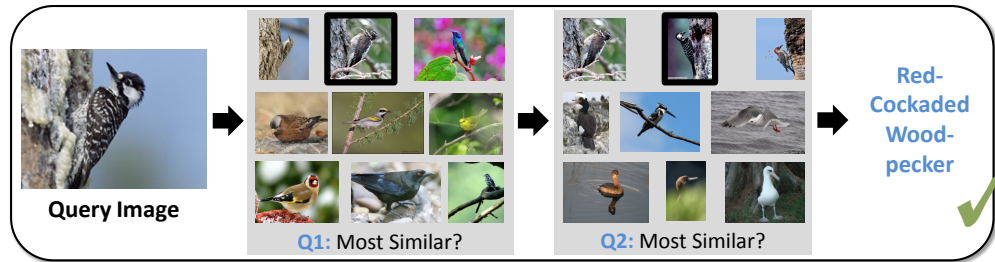 Query Image
Q1: Most Similar?
Q2: Most Similar?
Red-
Cockaded
Wood-
pecker